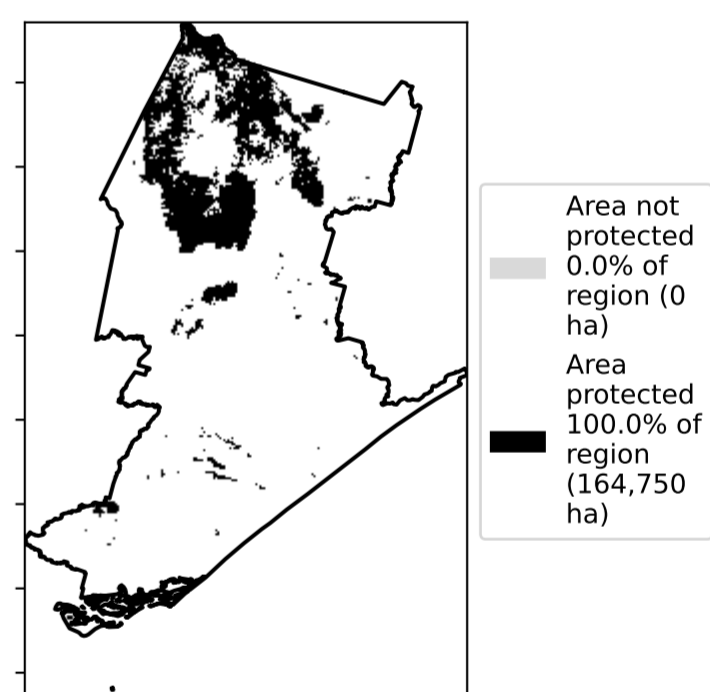 Area not
protected
0.0% of
region (0
ha)
Area
protected
100.0% of
region
(164,750
ha)